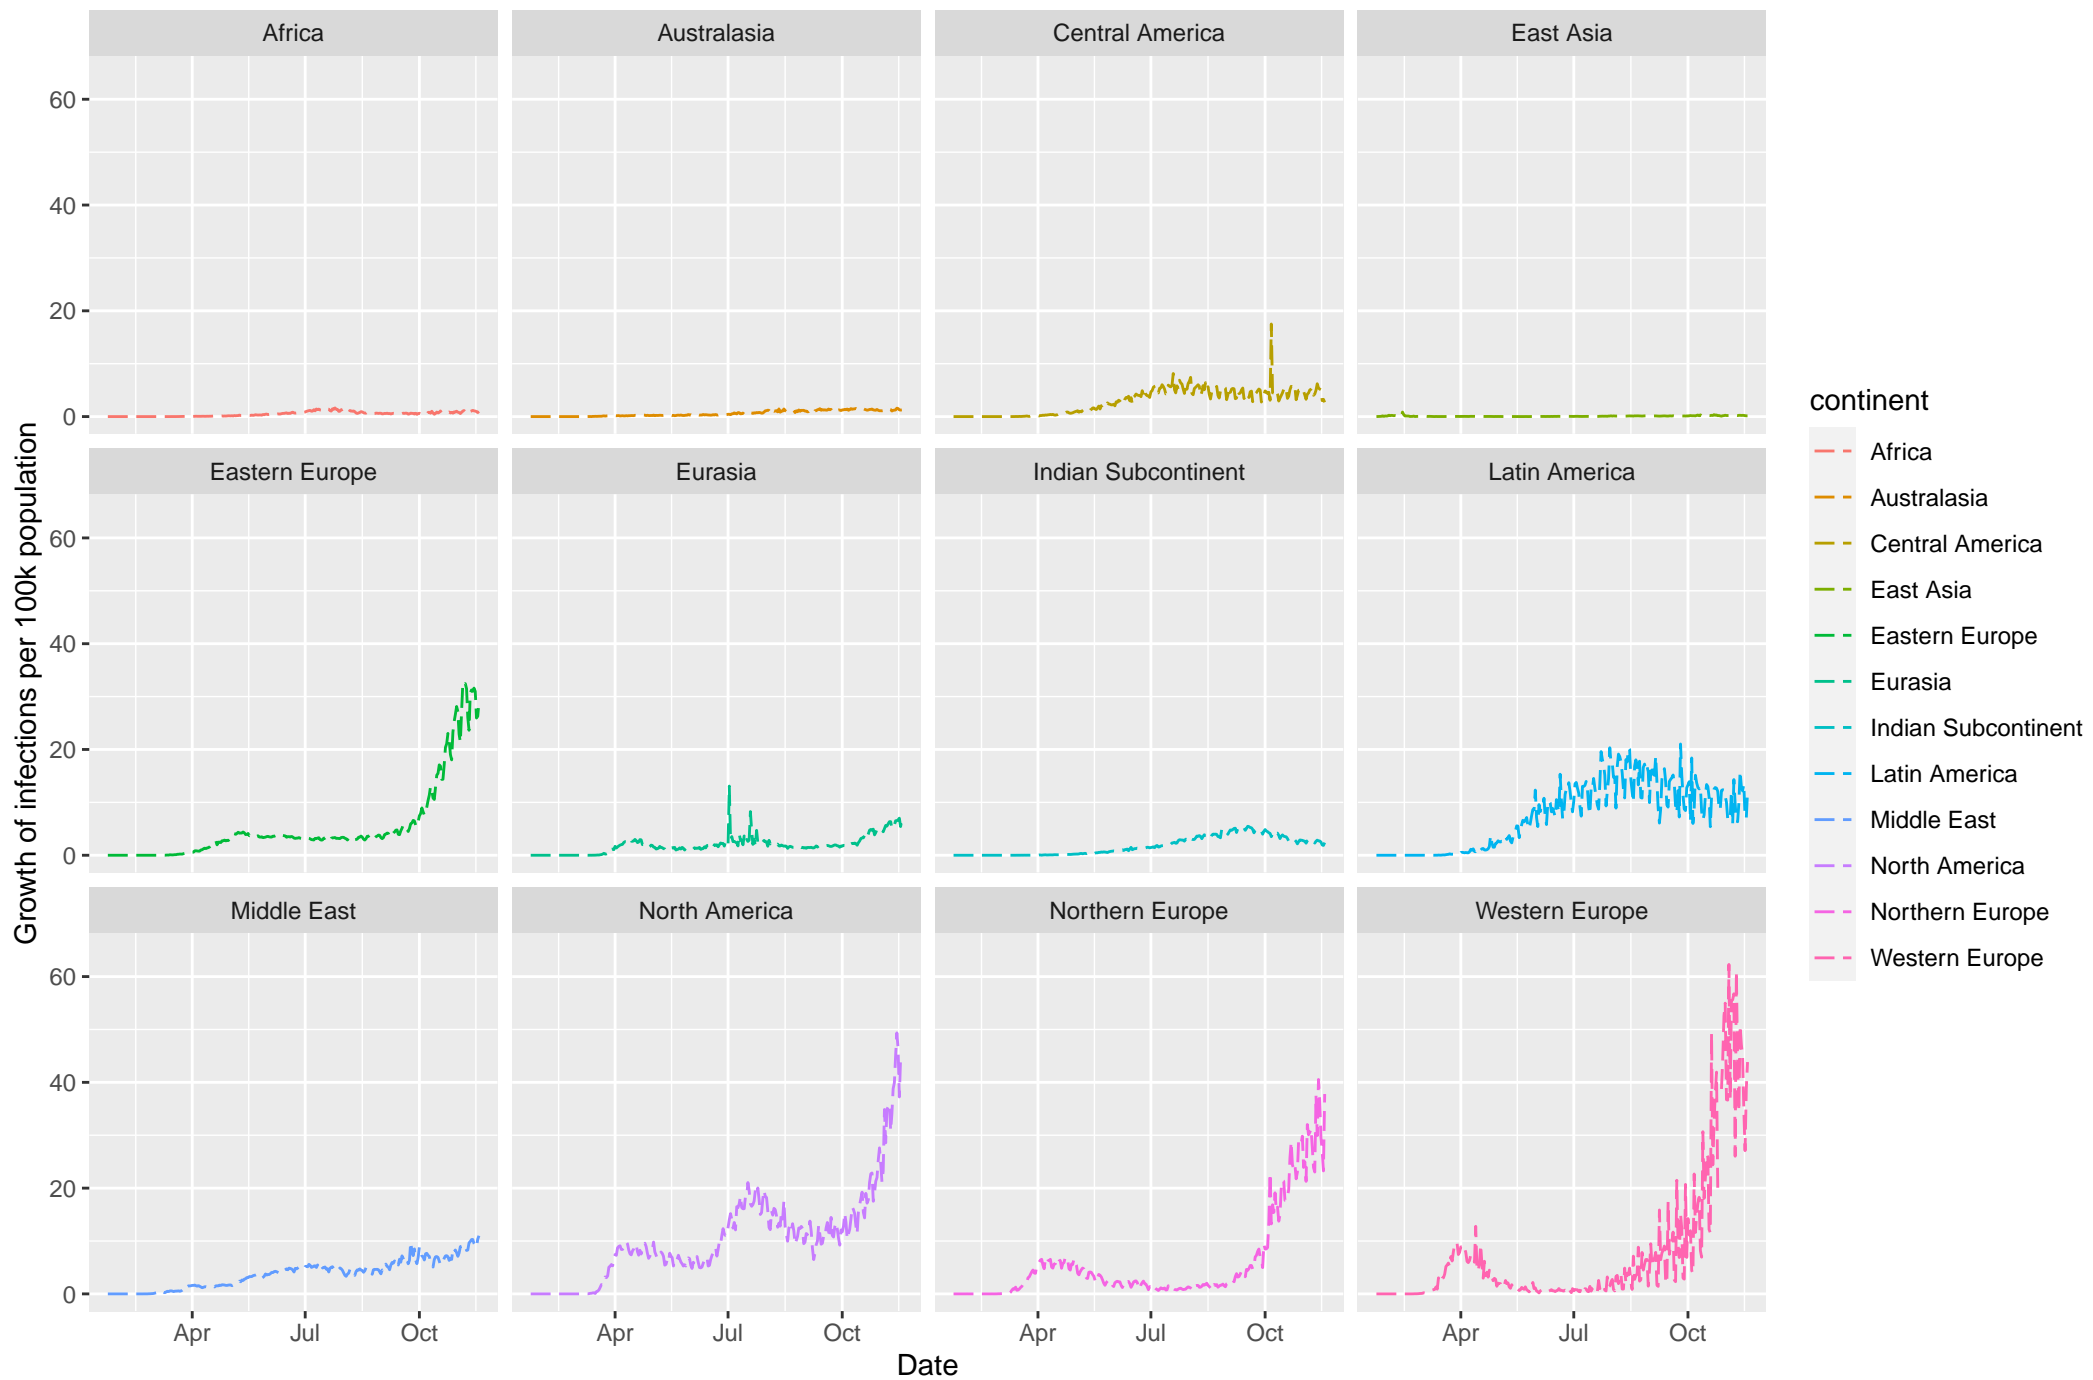 Africa
Australasia
Central America
East Asia
60
40
20
0
Eastern Europe
Eurasia
Indian Subcontinent
Latin America
60
40
20
0
Middle East
North America
Northern Europe
Western Europe
60
40
20
0
Apr Jul Oct
Apr Jul Oct
Apr Jul Oct
Apr Jul Oct
Date
Growth of infections per 100k population
continent
Africa
Australasia
Central America
East Asia
Eastern Europe
Eurasia
Indian Subcontinent
Latin America
Middle East
North America
Northern Europe
Western Europe